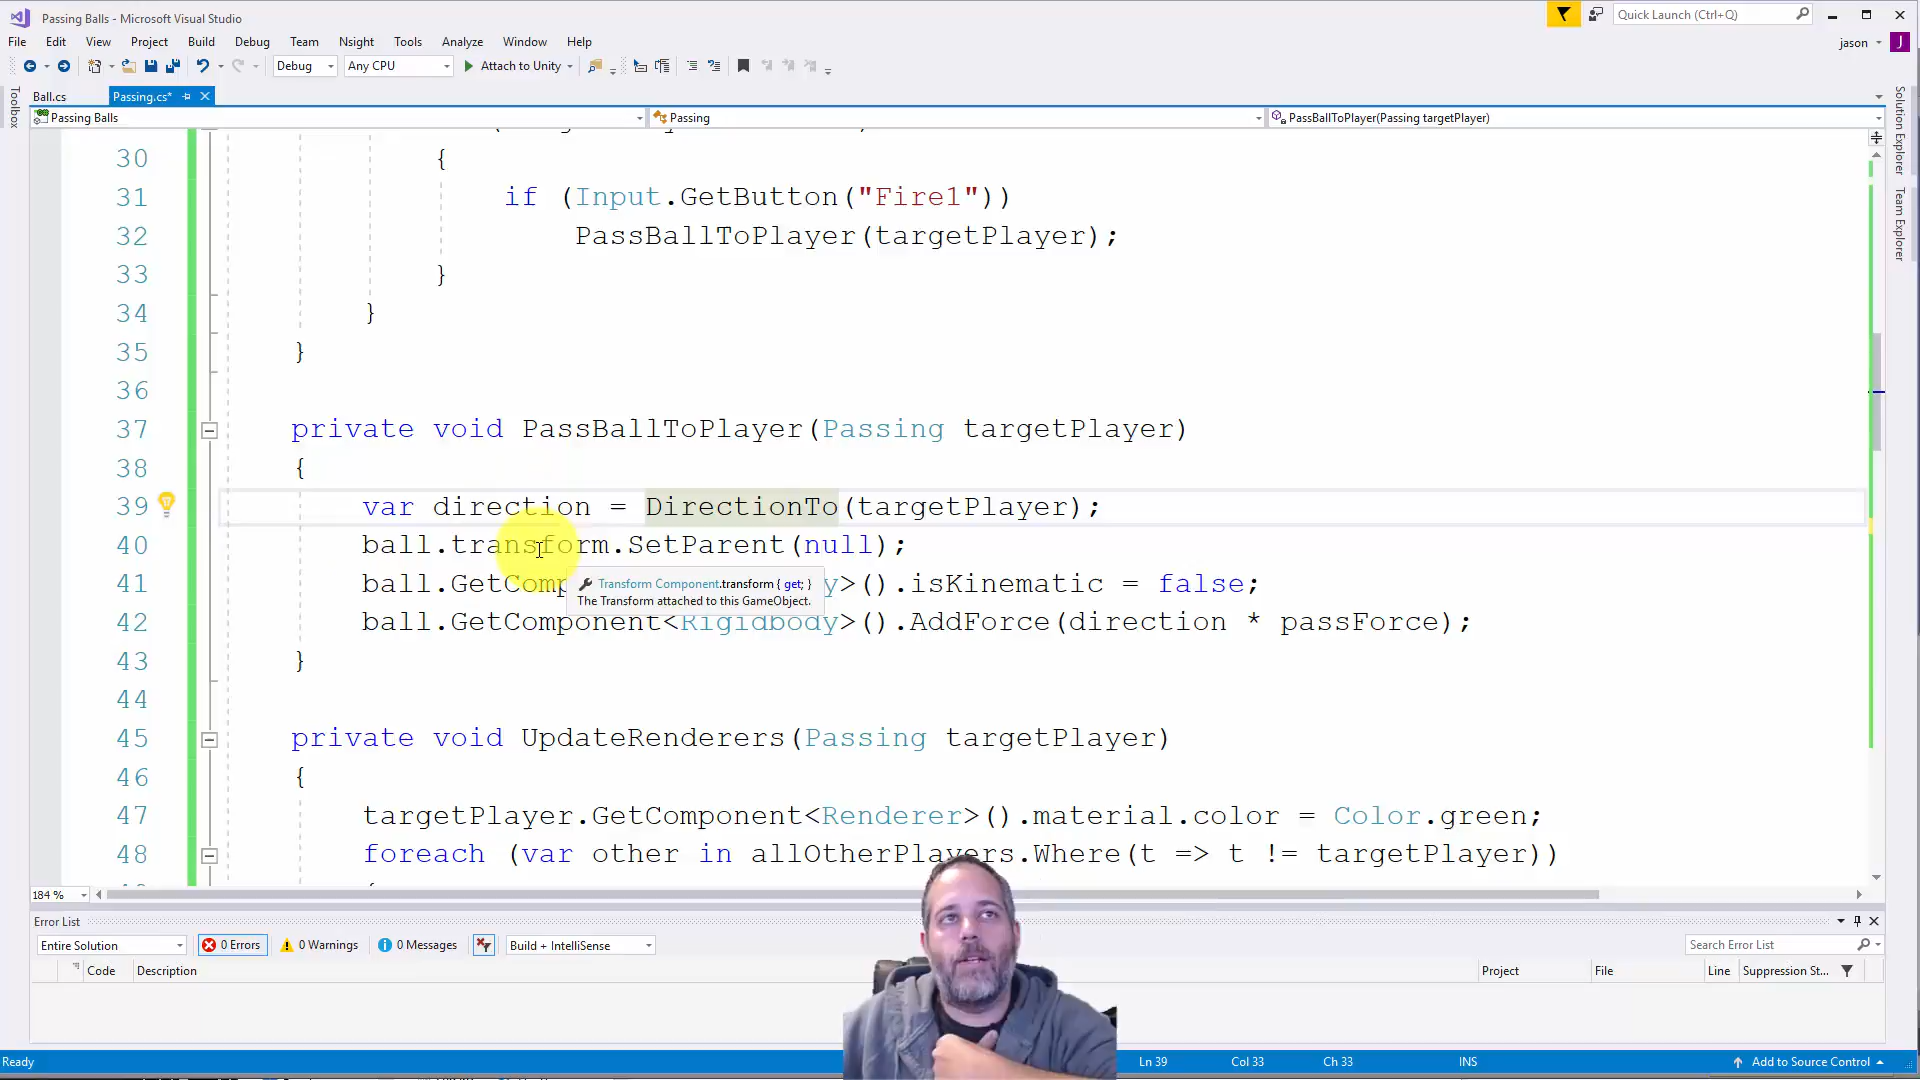 Passing Balls - Microsoft Visual Studio
Quick Launch (Ctrl+Q)
File Edit View Project Build Debug Team Nsight Tools Analyze Window Help
jason J
Debug Any CPU Attach to Unity
Ball.cs Passing.cs*
Passing Balls Passing PassBallToPlayer(Passing targetPlayer)
Toolbox
Solution Explorer
Team Explorer
30 {
31 if (Input.GetButton("Fire1"))
32 PassBallToPlayer(targetPlayer);
33 }
34 }
35 }
36
37 private void PassBallToPlayer(Passing targetPlayer)
38 {
39 var direction = DirectionTo(targetPlayer);
40 ball.transform.SetParent(null);
41 ball.GetComp y>().isKinematic = false;
Transform Component.transform { get; }
The Transform attached to this GameObject.
42 ball.GetComponent<Rigidbody>().AddForce(direction * passForce);
43 }
44
45 private void UpdateRenderers(Passing targetPlayer)
46 {
47 targetPlayer.GetComponent<Renderer>().material.color = Color.green;
48 foreach (var other in allOtherPlayers.Where(t => t != targetPlayer))
184 %
Error List
Entire Solution 0 Errors 0 Warnings 0 Messages Build + IntelliSense Search Error List
Code Description Project File Line Suppression St...
Ready Ln 39 Col 33 Ch 33 INS Add to Source Control